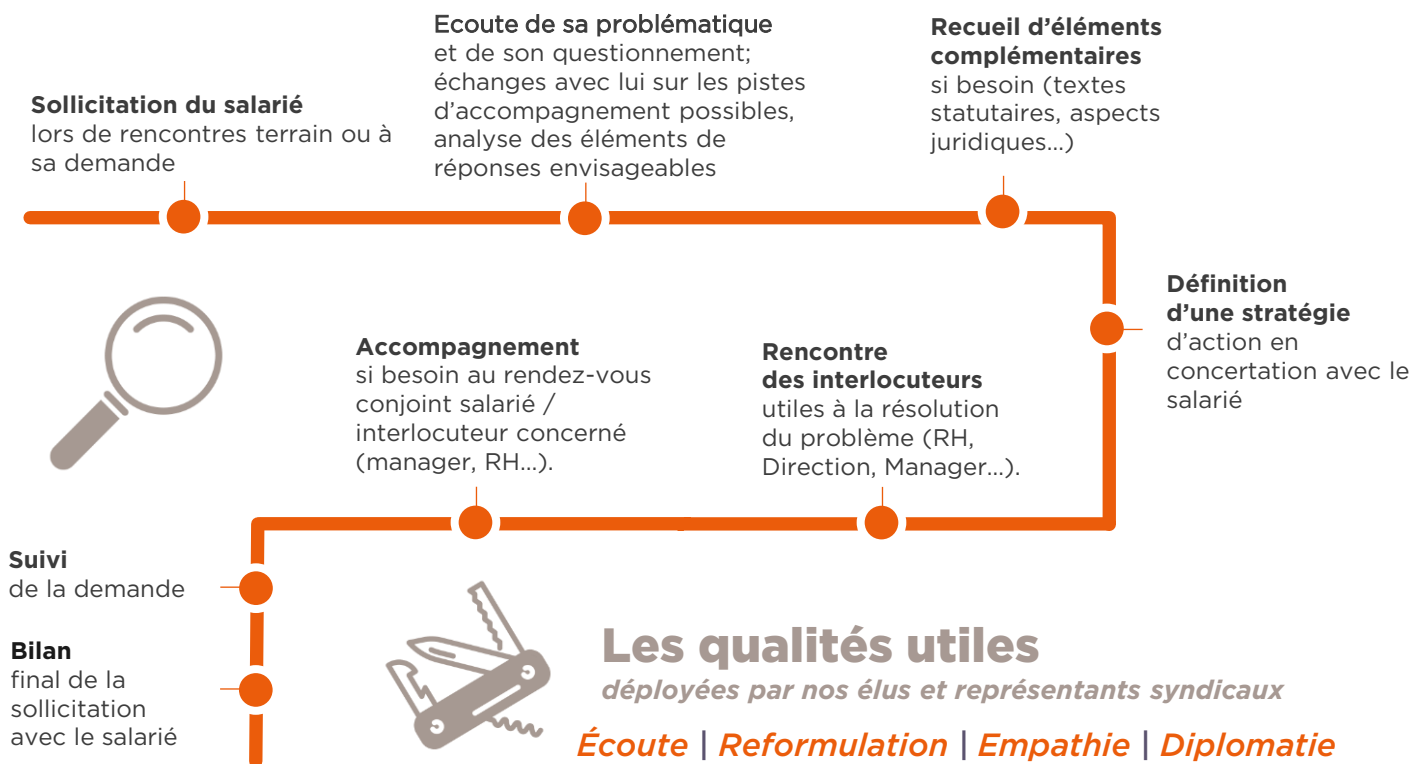 Sollicitation du salarié
lors de rencontres terrain ou à
sa demande
Ecoute de sa problématique
et de son questionnement;
échanges avec lui sur les pistes
d’accompagnement possibles,
analyse des éléments de
réponses envisageables
Recueil d’éléments
complémentaires
si besoin (textes
statutaires, aspects
juridiques…)
Définition
d’une stratégie
d’action en
concertation avec le
salarié
Rencontre
des interlocuteurs
utiles à la résolution
du problème (RH,
Direction, Manager…).
Accompagnement
si besoin au rendez-vous
conjoint salarié /
interlocuteur concerné
(manager, RH…).
Suivi
de la demande
Bilan
final de la
sollicitation
avec le salarié
Les qualités utiles
déployées par nos élus et représentants syndicaux
Écoute | Reformulation | Empathie | Diplomatie